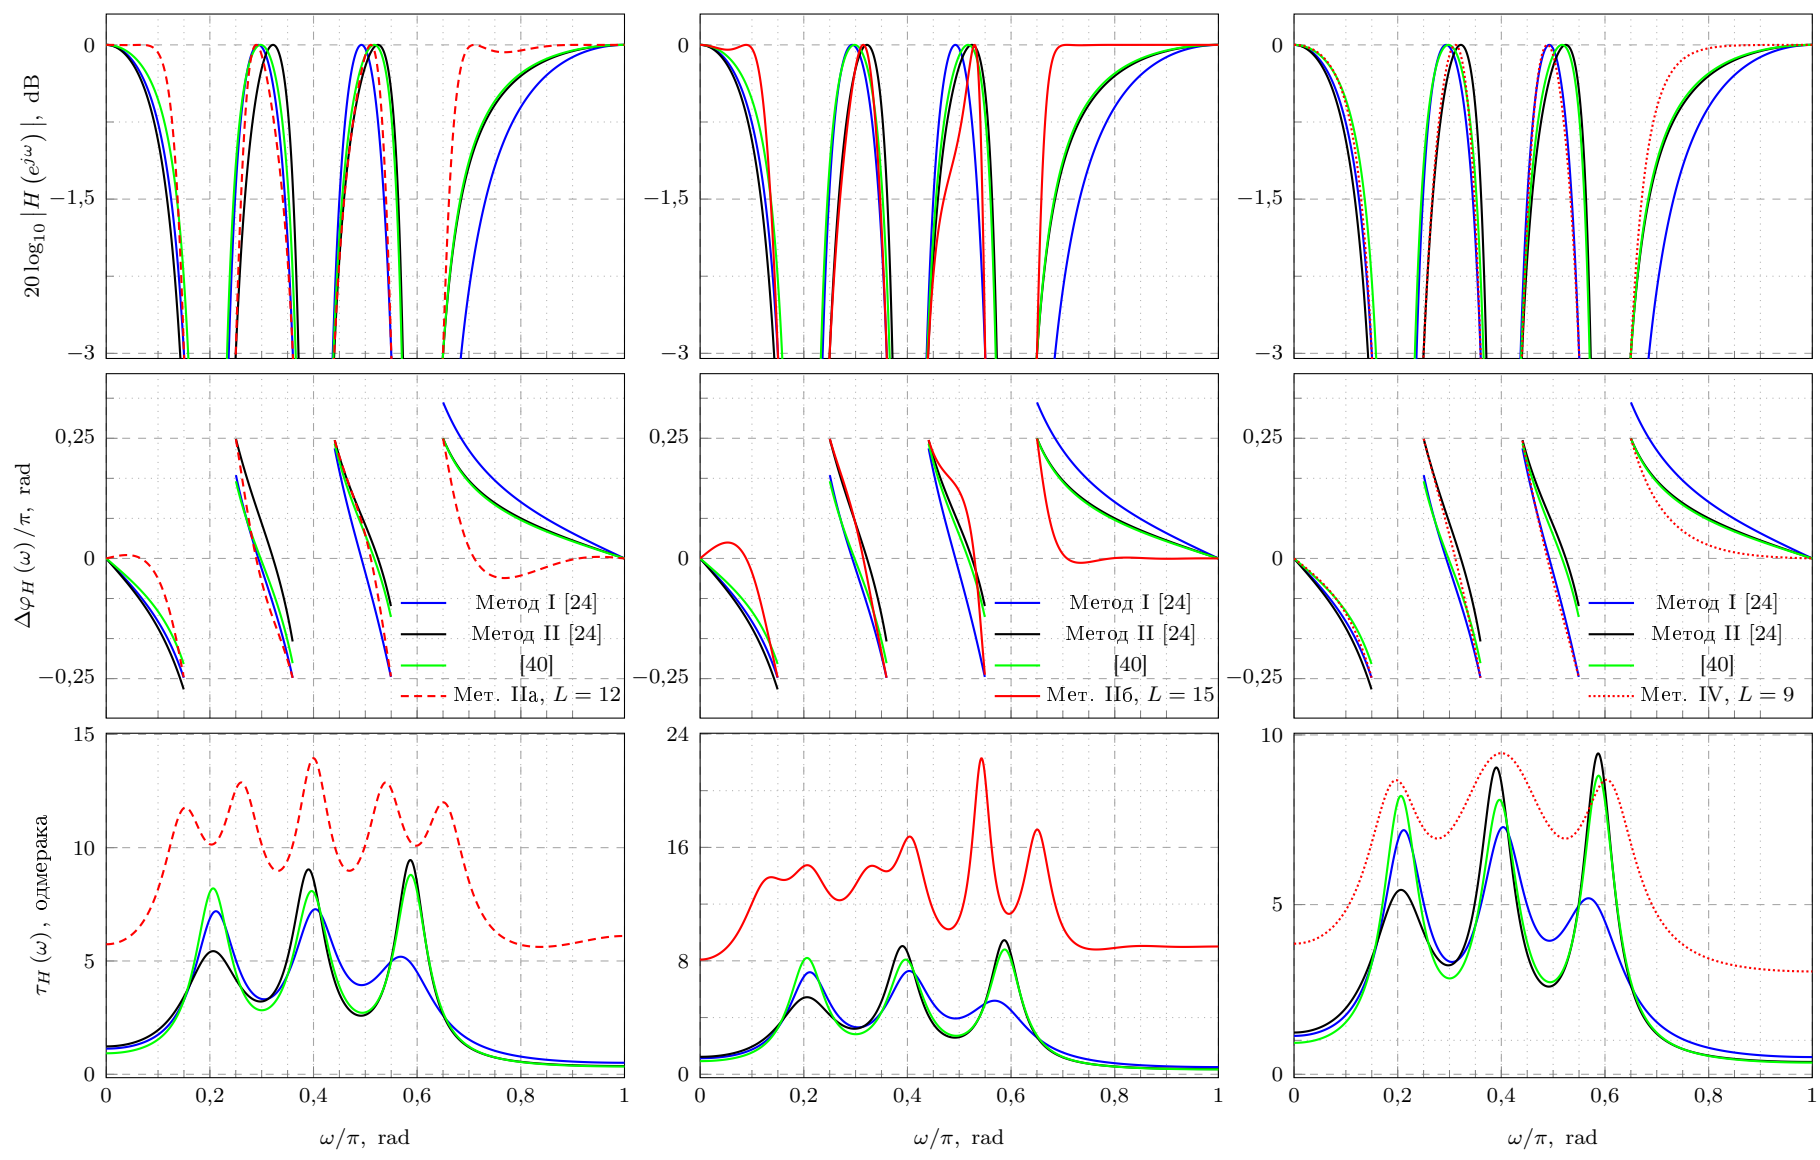 20 log₁₀ |H (e^{jω})|, dB
0
−1,5
−3
0
−1,5
−3
0
−1,5
−3
Δφ_H (ω) /π, rad
0,25
0
−0,25
Метод I [24]
Метод II [24]
[40]
Мет. IIа, L = 12
0,25
0
−0,25
Метод I [24]
Метод II [24]
[40]
Мет. IIб, L = 15
0,25
0
−0,25
Метод I [24]
Метод II [24]
[40]
Мет. IV, L = 9
τ_H (ω) , одмерака
15
10
5
0
0 0,2 0,4 0,6 0,8 1
ω/π, rad
24
16
8
0
0 0,2 0,4 0,6 0,8 1
ω/π, rad
10
5
0
0 0,2 0,4 0,6 0,8 1
ω/π, rad